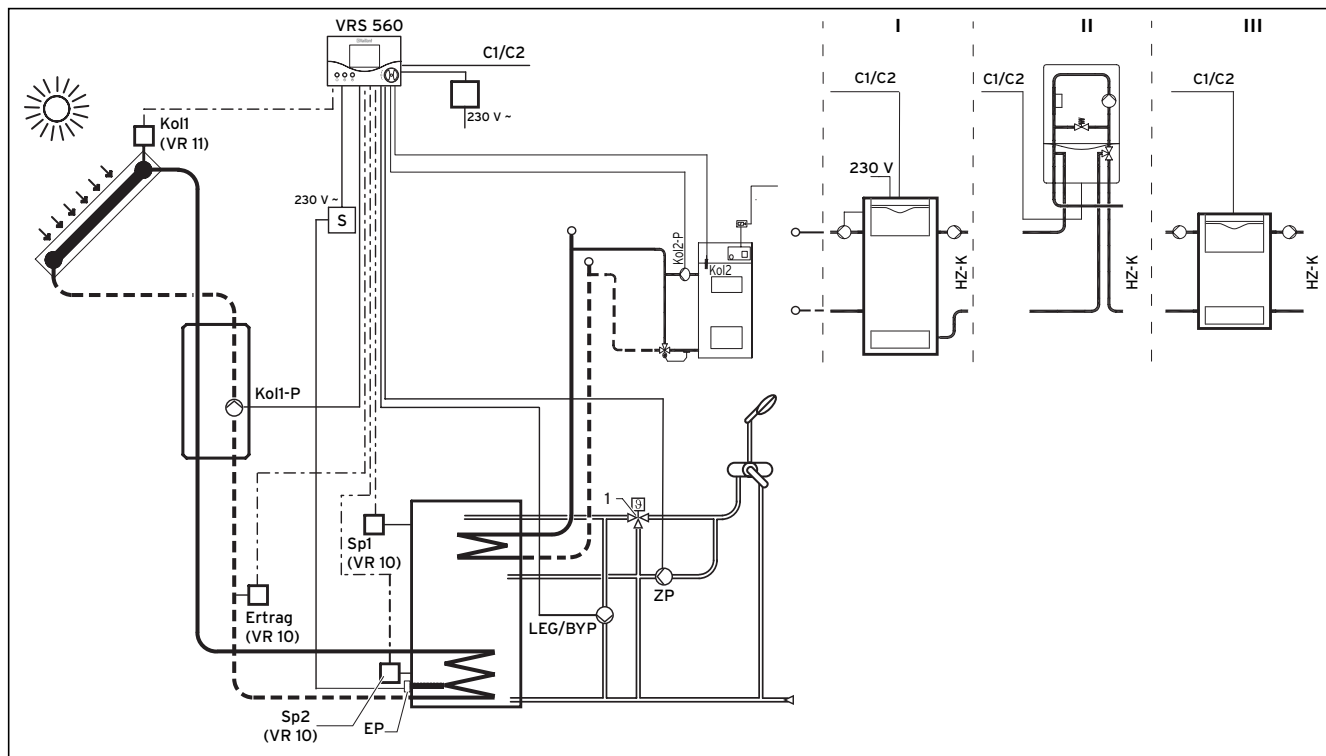 VRS 560
C1/C2
230 V ~
Kol1
(VR 11)
230 V ~
S
Kol2-P
Kol2
Kol1-P
1
Sp1
(VR 10)
ZP
LEG/BYP
Ertrag
(VR 10)
Sp2
(VR 10)
EP
I
II
III
C1/C2
C1/C2
C1/C2
230 V
HZ-K
HZ-K
HZ-K